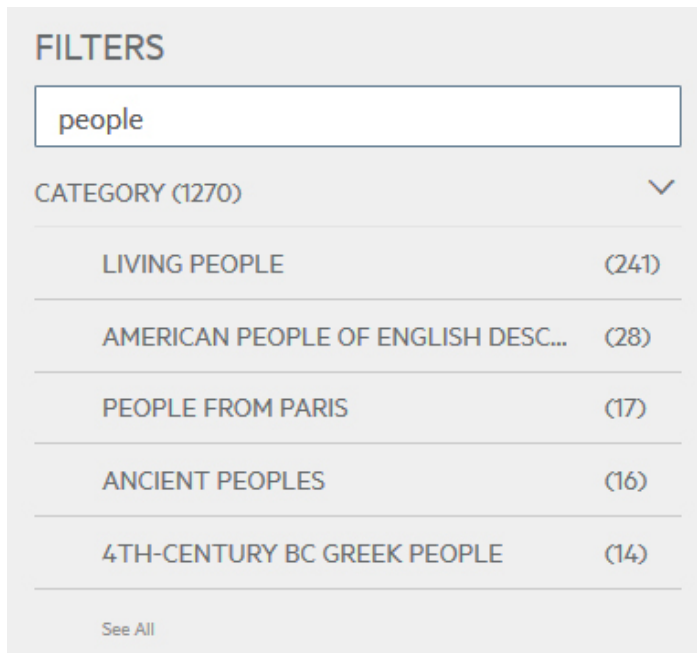 FILTERS
people
CATEGORY (1270)
LIVING PEOPLE (241)
AMERICAN PEOPLE OF ENGLISH DESC... (28)
PEOPLE FROM PARIS (17)
ANCIENT PEOPLES (16)
4TH-CENTURY BC GREEK PEOPLE (14)
See All